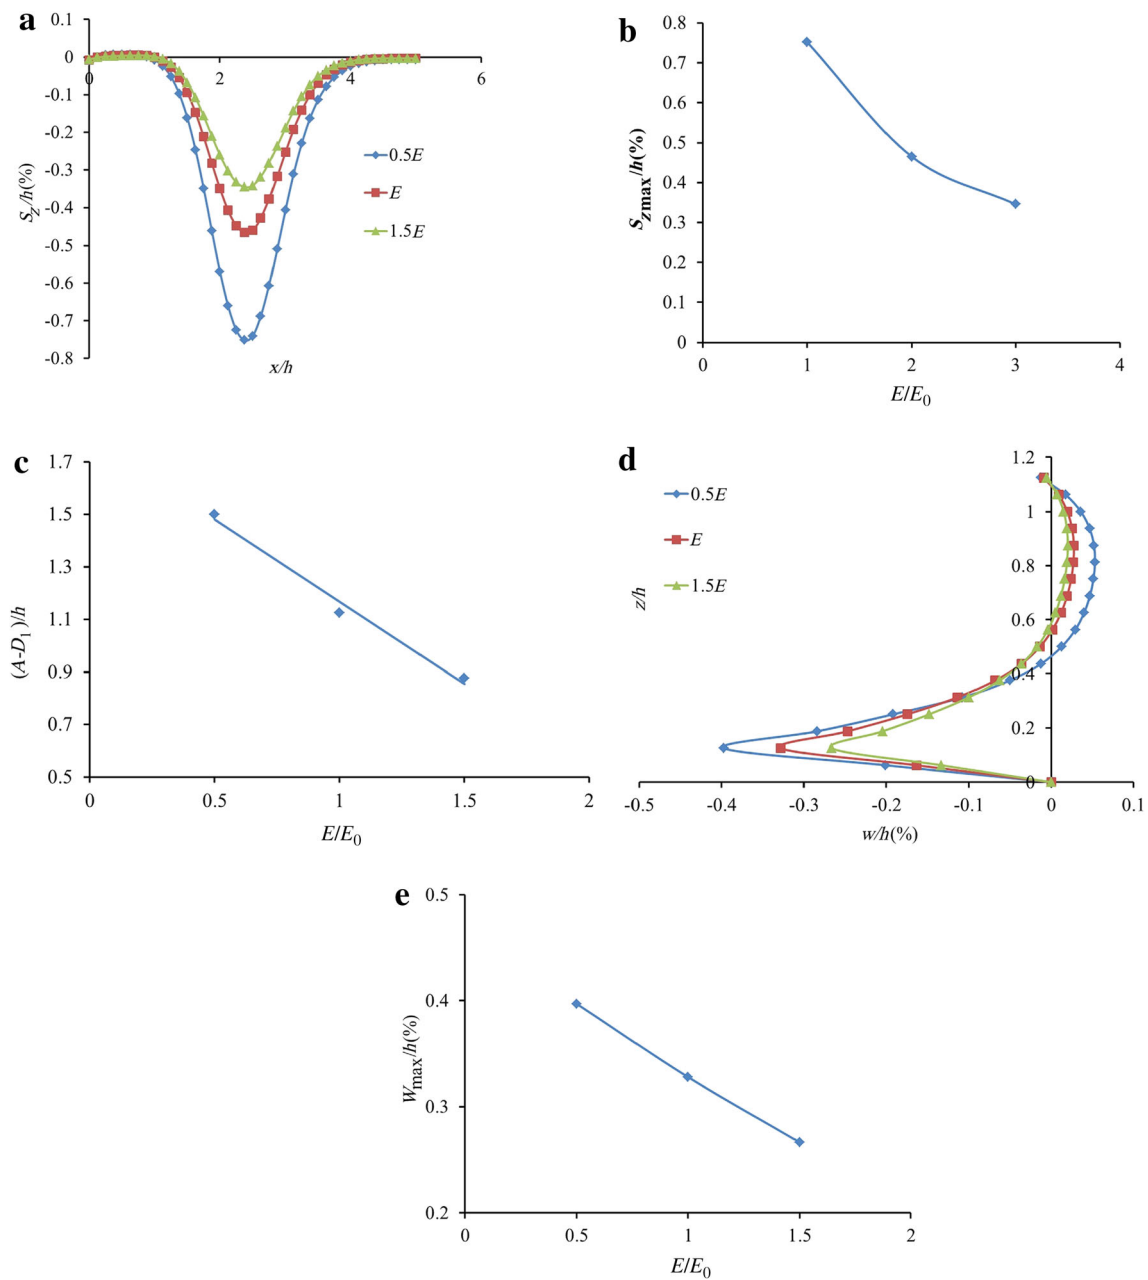 a
0.1
0
-0.1
-0.2
-0.3
-0.4
-0.5
-0.6
-0.7
-0.8
0 2 4 6
Sz/h(%)
x/h
0.5E
E
1.5E
b
0.8
0.7
0.6
0.5
0.4
0.3
0.2
0.1
0
0 1 2 3 4
Szmax/h(%)
E/E0
c
1.7
1.5
1.3
1.1
0.9
0.7
0.5
0 0.5 1 1.5 2
(A-D1)/h
E/E0
d
0.5E
E
1.5E
1.2
1
0.8
0.6
0.4
0.2
0
-0.5 -0.4 -0.3 -0.2 -0.1 0 0.1
z/h
w/h(%)
e
0.5
0.4
0.3
0.2
0 0.5 1 1.5 2
Wmax/h(%)
E/E0